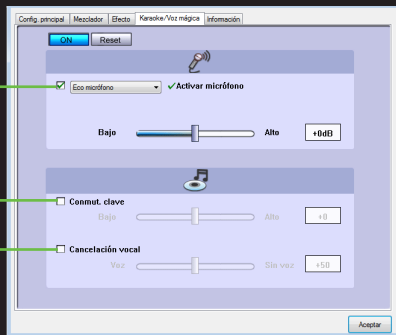 Config. principal Mezclador Efecto Karaoke/Voz mágica Información
ON Reset
Eco micrófono ✓Activar micrófono
Bajo Alto +0dB
Conmut. clave
Bajo Alto +0
Cancelación vocal
Voz Sin voz +50
Aceptar